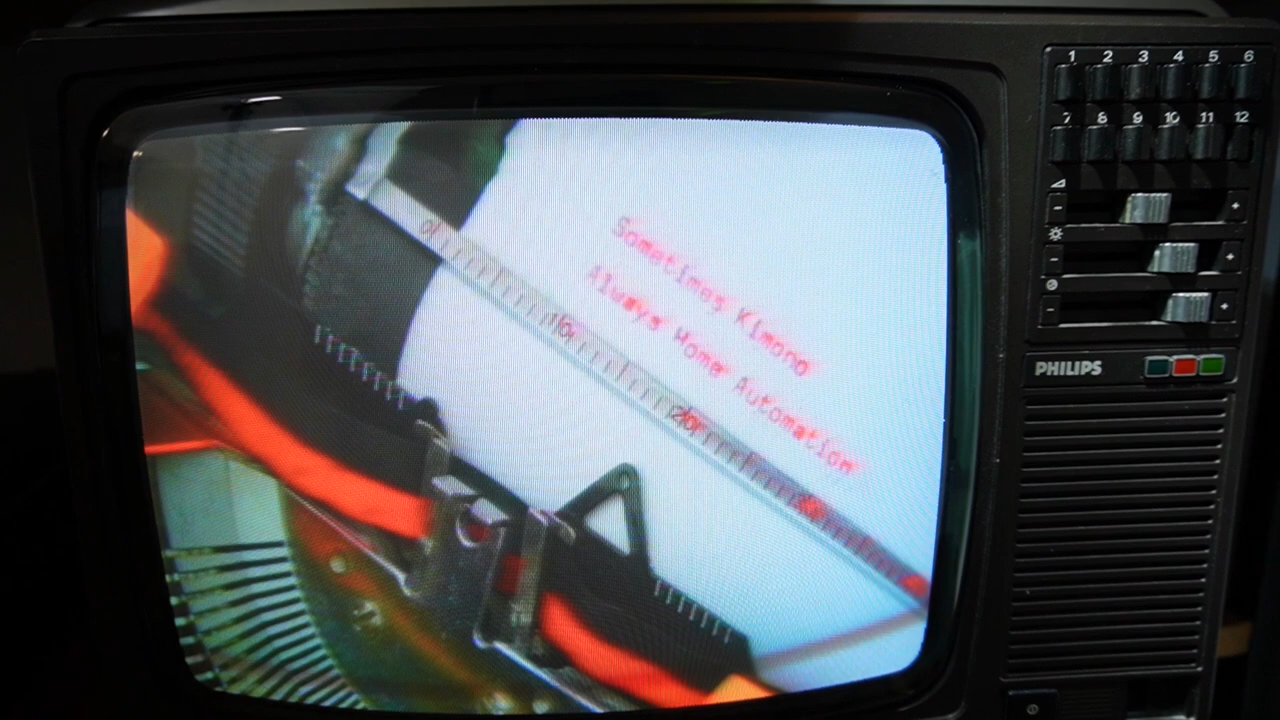 Sometimes Kimono
Always Home Automation
0
10
20
1 2 3 4 5 6
7 8 9 10 11 12
- +
- +
- +
PHILIPS